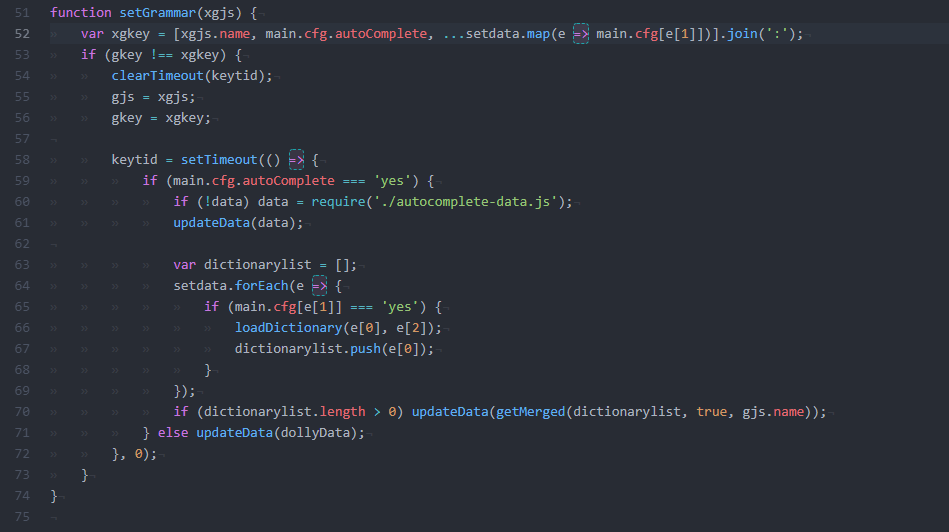 51 function setGrammar(xgjs) {
52 var xgkey = [xgjs.name, main.cfg.autoComplete, ...setdata.map(e => main.cfg[e[1]])].join(':');
53 if (gkey !== xgkey) {
54 clearTimeout(keytid);
55 gjs = xgjs;
56 gkey = xgkey;
57
58 keytid = setTimeout(() => {
59 if (main.cfg.autoComplete === 'yes') {
60 if (!data) data = require('./autocomplete-data.js');
61 updateData(data);
62
63 var dictionarylist = [];
64 setdata.forEach(e => {
65 if (main.cfg[e[1]] === 'yes') {
66 loadDictionary(e[0], e[2]);
67 dictionarylist.push(e[0]);
68 }
69 });
70 if (dictionarylist.length > 0) updateData(getMerged(dictionarylist, true, gjs.name));
71 } else updateData(dollyData);
72 }, 0);
73 }
74 }
75